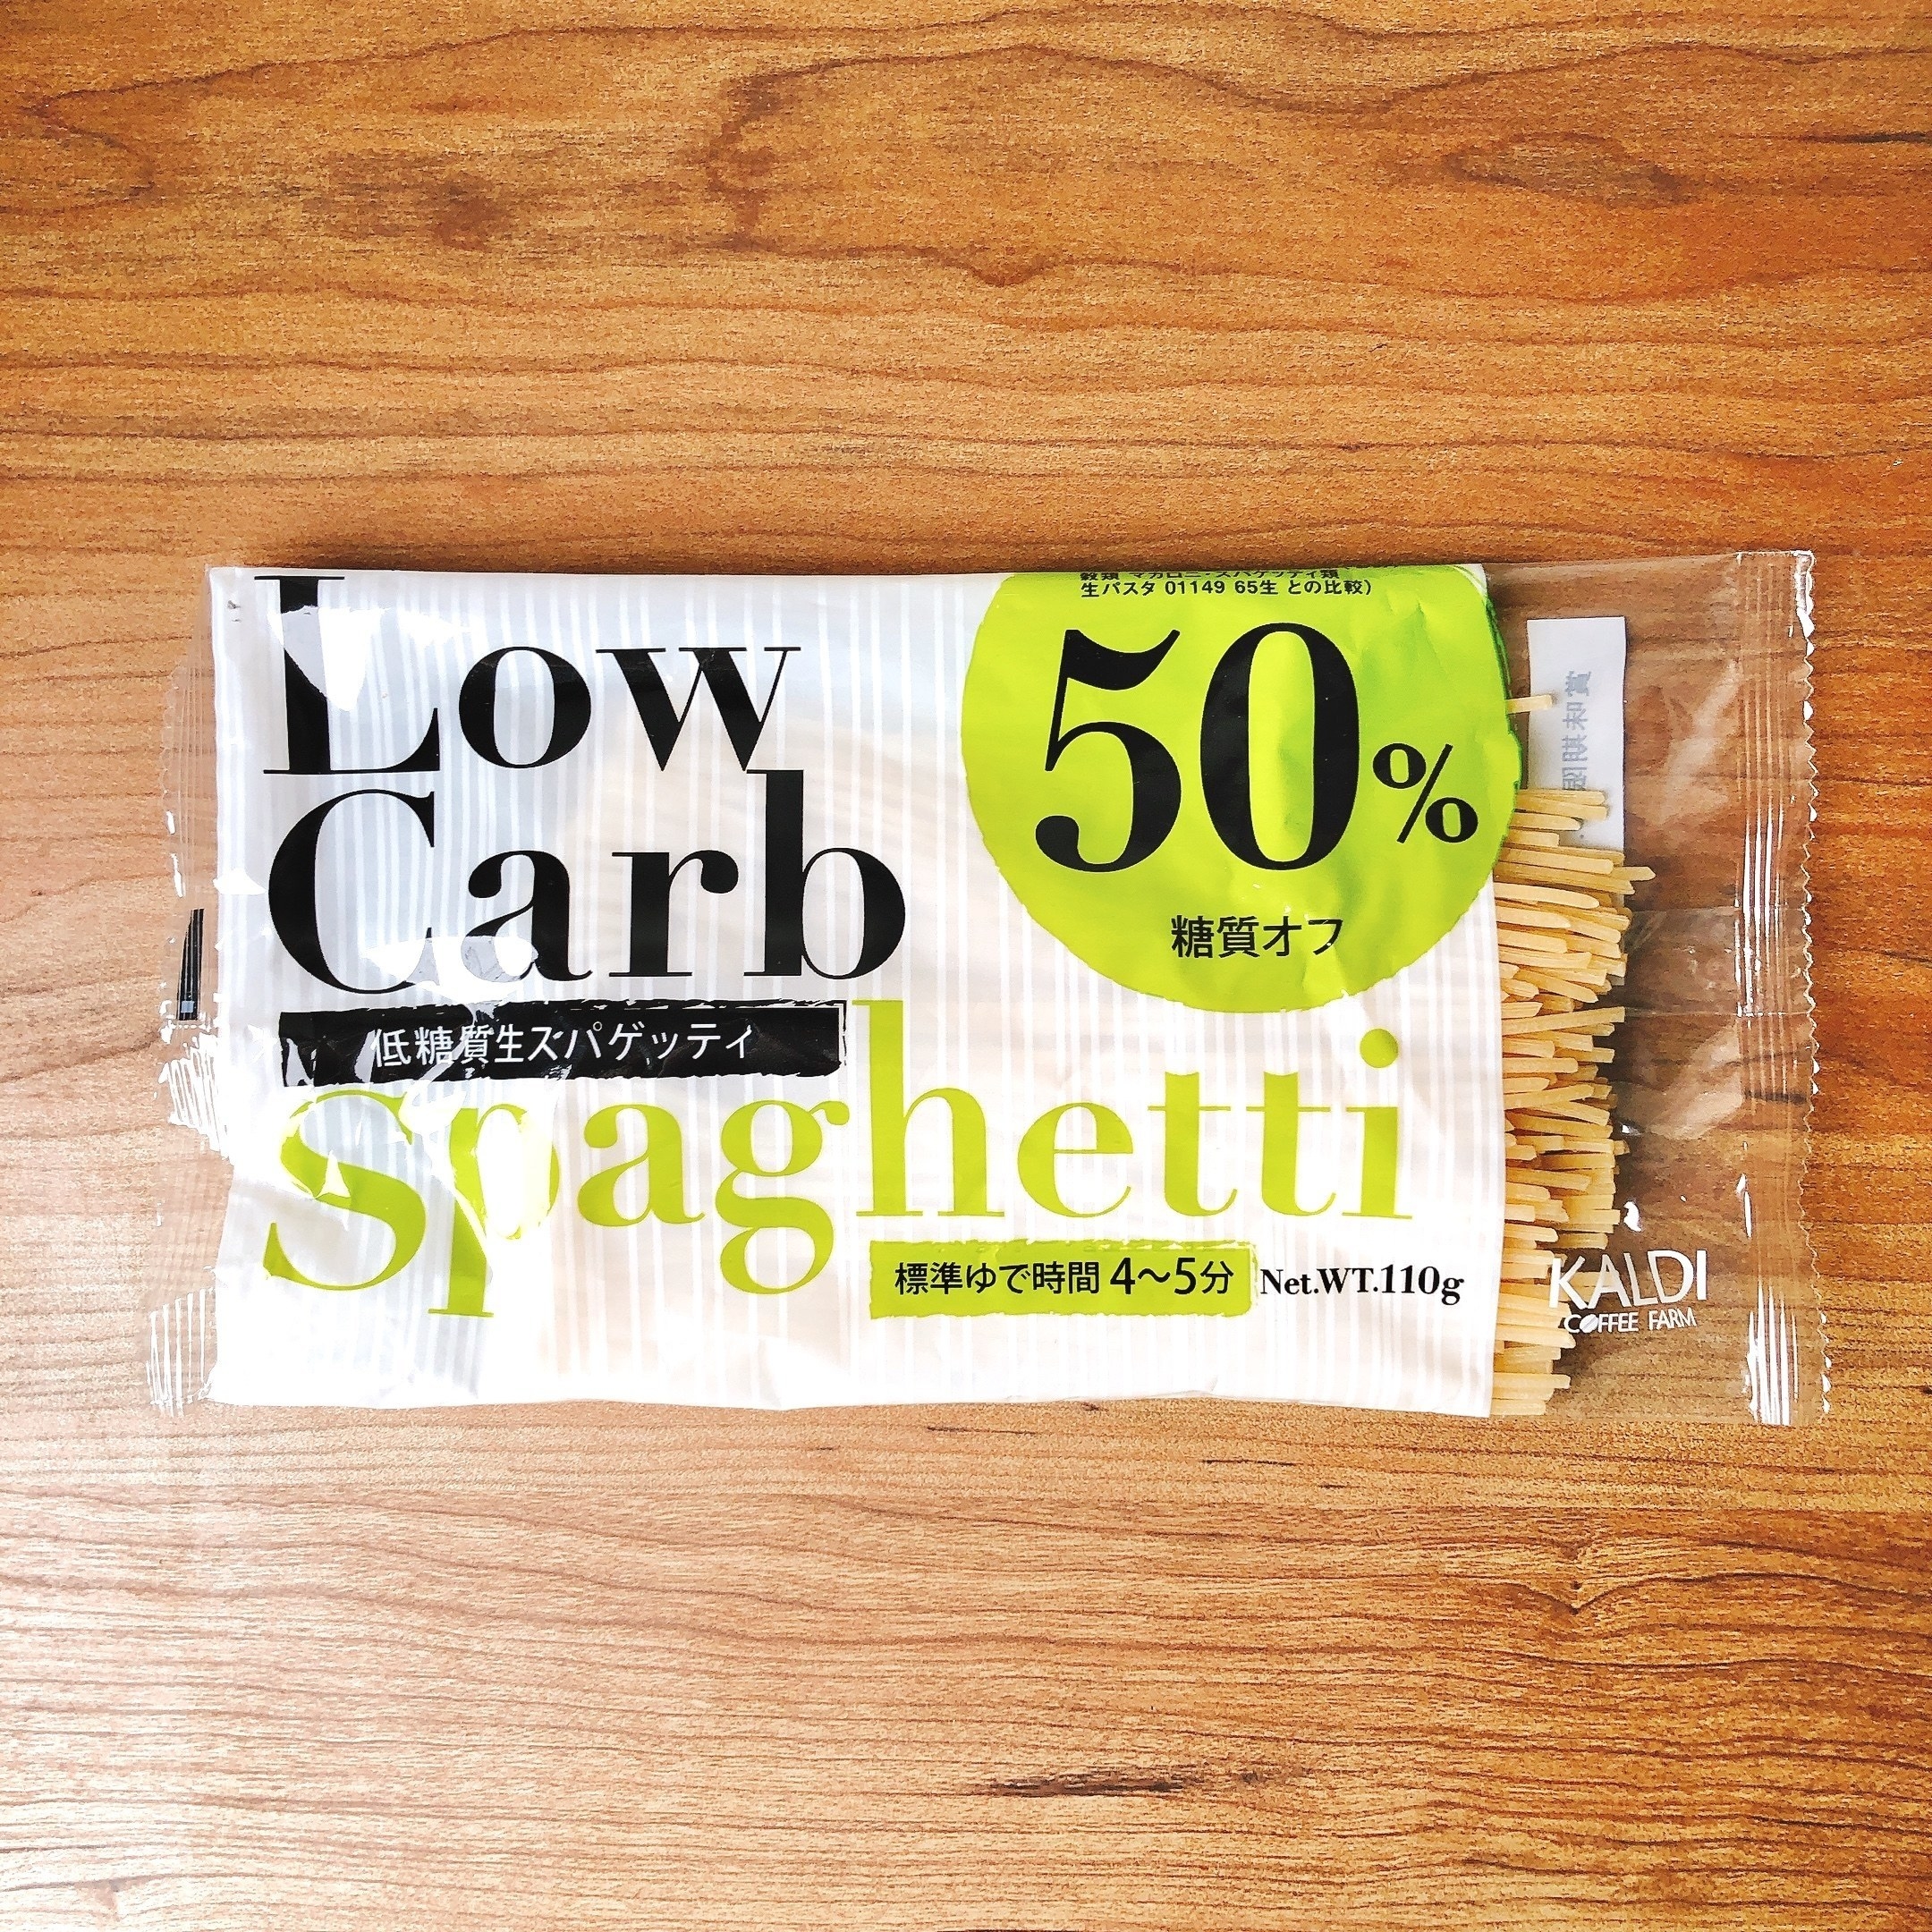 Low
Carb
低糖質生スパゲッティ
Spaghetti
穀類 マカロニ・スパゲッティ類
生パスタ 01149 65生 との比較)
50%
糖質オフ
標準ゆで時間 4〜5分
Net.WT.110g
KALDI
COFFEE FARM